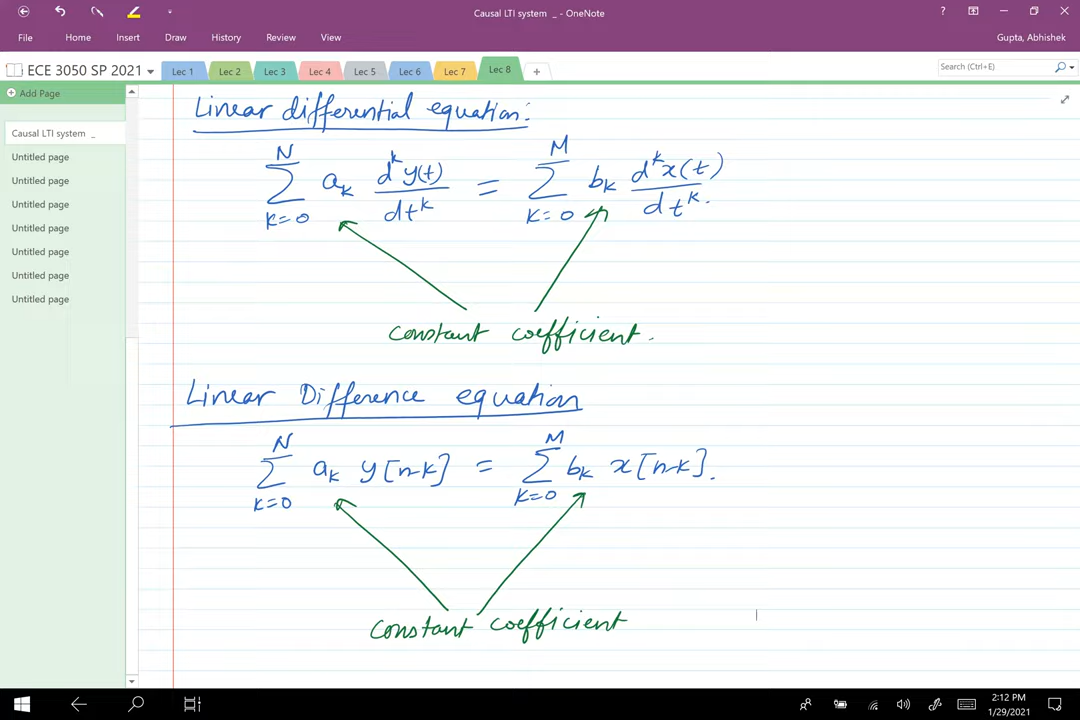 Causal LTI system _ - OneNote
?
File Home Insert Draw History Review View
Gupta, Abhishek
ECE 3050 SP 2021
Lec 1 Lec 2 Lec 3 Lec 4 Lec 5 Lec 6 Lec 7 Lec 8 +
Search (Ctrl+E)
Add Page
Causal LTI system _
Untitled page
Untitled page
Untitled page
Untitled page
Untitled page
Untitled page
Untitled page
Linear differential equation:
∑_{k=0}^{N} a_k d^k y(t)/dt^k = ∑_{k=0}^{M} b_k d^k x(t)/dt^k.
constant coefficient.
Linear Difference equation
∑_{k=0}^{N} a_k y[n-k] = ∑_{k=0}^{M} b_k x[n-k].
constant coefficient
2:12 PM
1/29/2021